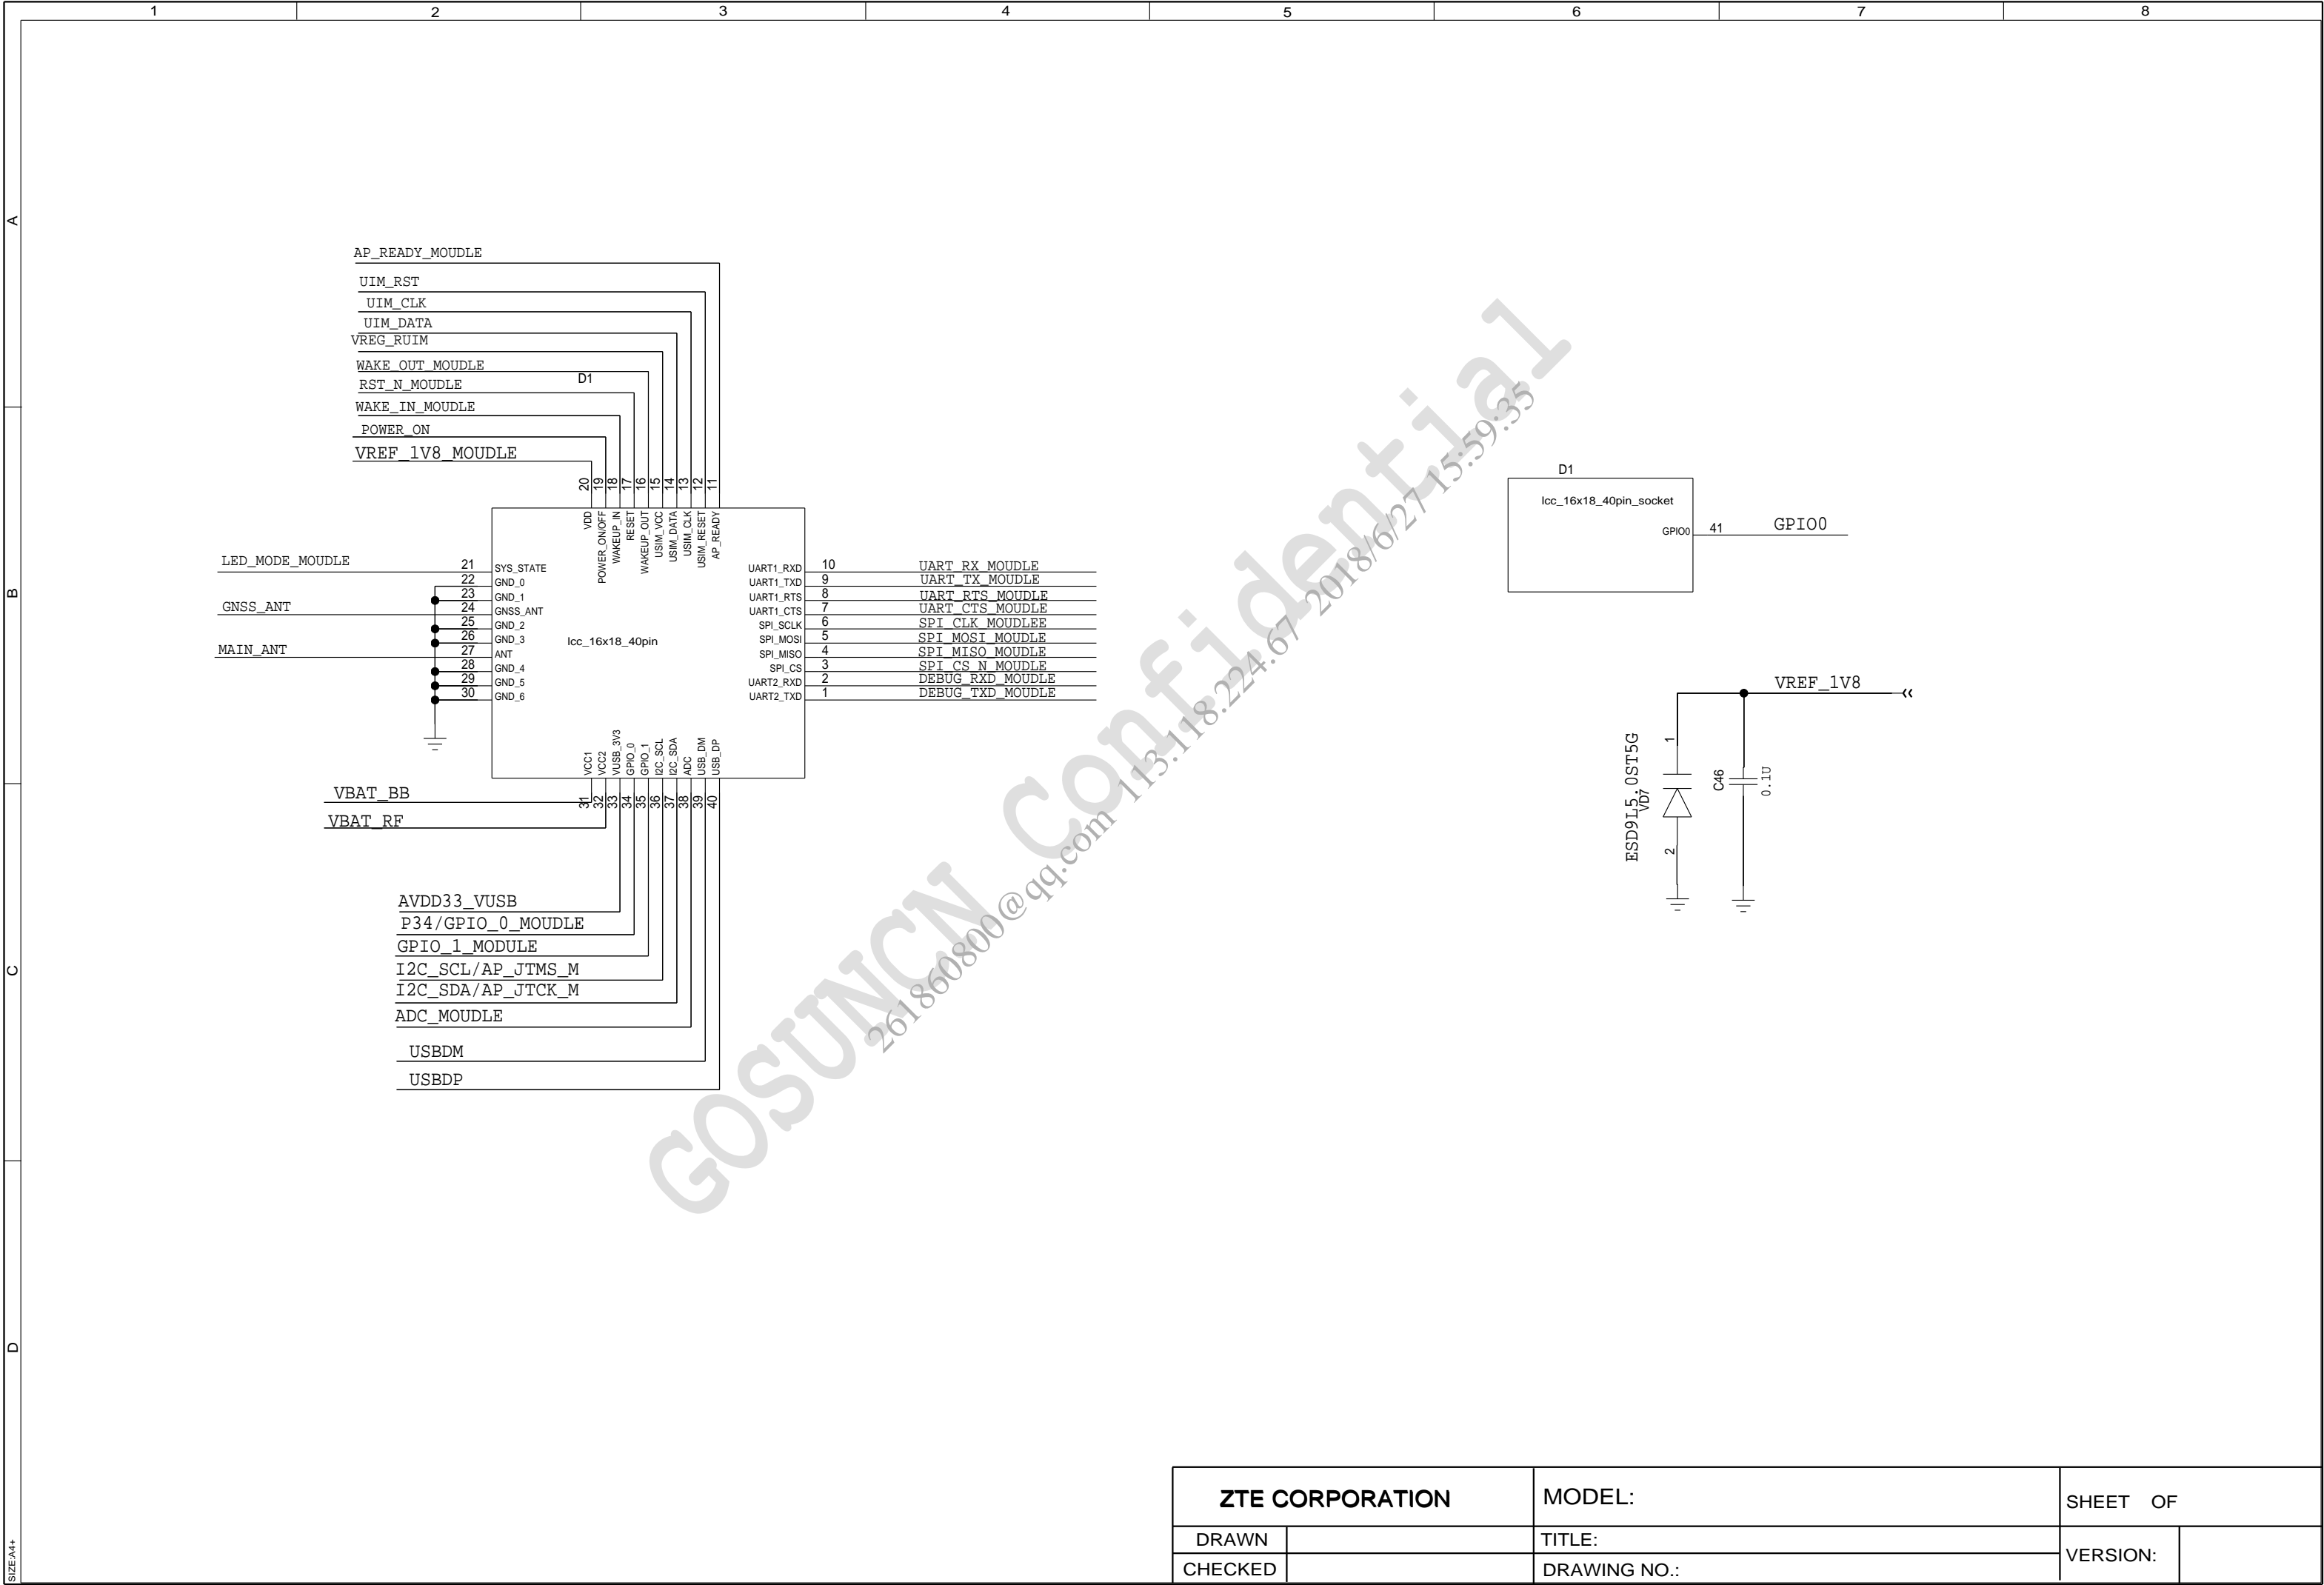 1 2 3 4 5 6 7 8
A
B
C
D
SIZE:A4+
AP_READY_MOUDLE
UIM_RST
UIM_CLK
UIM_DATA
VREG_RUIM
WAKE_OUT_MOUDLE
D1
RST_N_MOUDLE
WAKE_IN_MOUDLE
POWER_ON
VREF_1V8_MOUDLE
20 19 18 17 16 15 14 13 12 11
VDD
POWER_ON/OFF
WAKEUP_IN
RESET
WAKEUP_OUT
USIM_VCC
USIM_DATA
USIM_CLK
USIM_RESET
AP_READY
LED_MODE_MOUDLE 21 SYS_STATE
22 GND_0
23 GND_1
GNSS_ANT 24 GNSS_ANT
25 GND_2
26 GND_3
MAIN_ANT 27 ANT
28 GND_4
29 GND_5
30 GND_6
lcc_16x18_40pin
UART1_RXD 10 UART_RX_MOUDLE
UART1_TXD 9 UART_TX_MOUDLE
UART1_RTS 8 UART_RTS_MOUDLE
UART1_CTS 7 UART_CTS_MOUDLE
SPI_SCLK 6 SPI_CLK_MOUDLEE
SPI_MOSI 5 SPI_MOSI_MOUDLE
SPI_MISO 4 SPI_MISO_MOUDLE
SPI_CS 3 SPI_CS_N_MOUDLE
UART2_RXD 2 DEBUG_RXD_MOUDLE
UART2_TXD 1 DEBUG_TXD_MOUDLE
VCC1
VCC2
VUSB_3V3
GPIO_0
GPIO_1
I2C_SCL
I2C_SDA
ADC
USB_DM
USB_DP
31 32 33 34 35 36 37 38 39 40
VBAT_BB
VBAT_RF
AVDD33_VUSB
P34/GPIO_0_MOUDLE
GPIO_1_MODULE
I2C_SCL/AP_JTMS_M
I2C_SDA/AP_JTCK_M
ADC_MOUDLE
USBDM
USBDP
D1
lcc_16x18_40pin_socket
GPIO0 41 GPIO0
VREF_1V8
1
2
ESD9L5.0ST5G
VD7
C46
0.1U
GOSUNCN Confidential
261860800@qq.com 113.118.224.67 2018/6/27 15:59:35
ZTE CORPORATION
MODEL:
SHEET OF
DRAWN
TITLE:
VERSION:
CHECKED
DRAWING NO.: